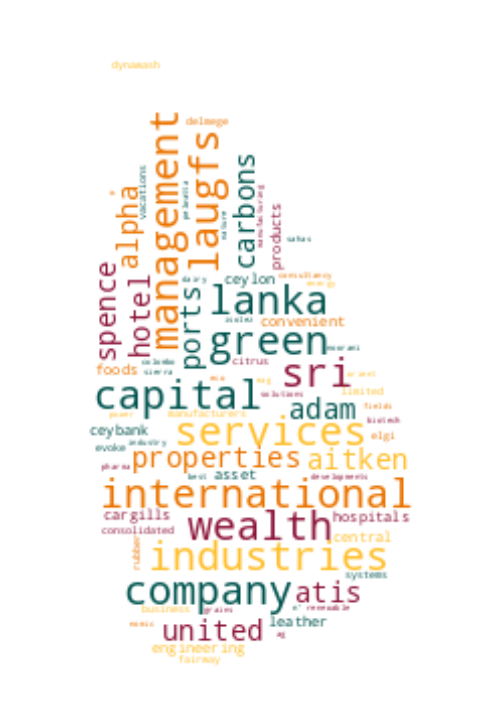 dynawash
delmege
management
laugfs
carbons
vacations
alpha
products
manufacturing
spence
hotel
ports
dairy
ceylon
consultancy
energy
lanka
convenient
green
colombo
citrus
foods
sierra
sri
capital
solutions
limited
adam
fields
power
manufacturers
biotech
ceybank
services
elgi
evoke
industry
properties
aitken
pharma
best
asset
developments
international
cargills
wealth
hospitals
consolidated
central
rubber
industries
systems
company
atis
business
grains
renewable
united
leather
ag
engineering
fairway